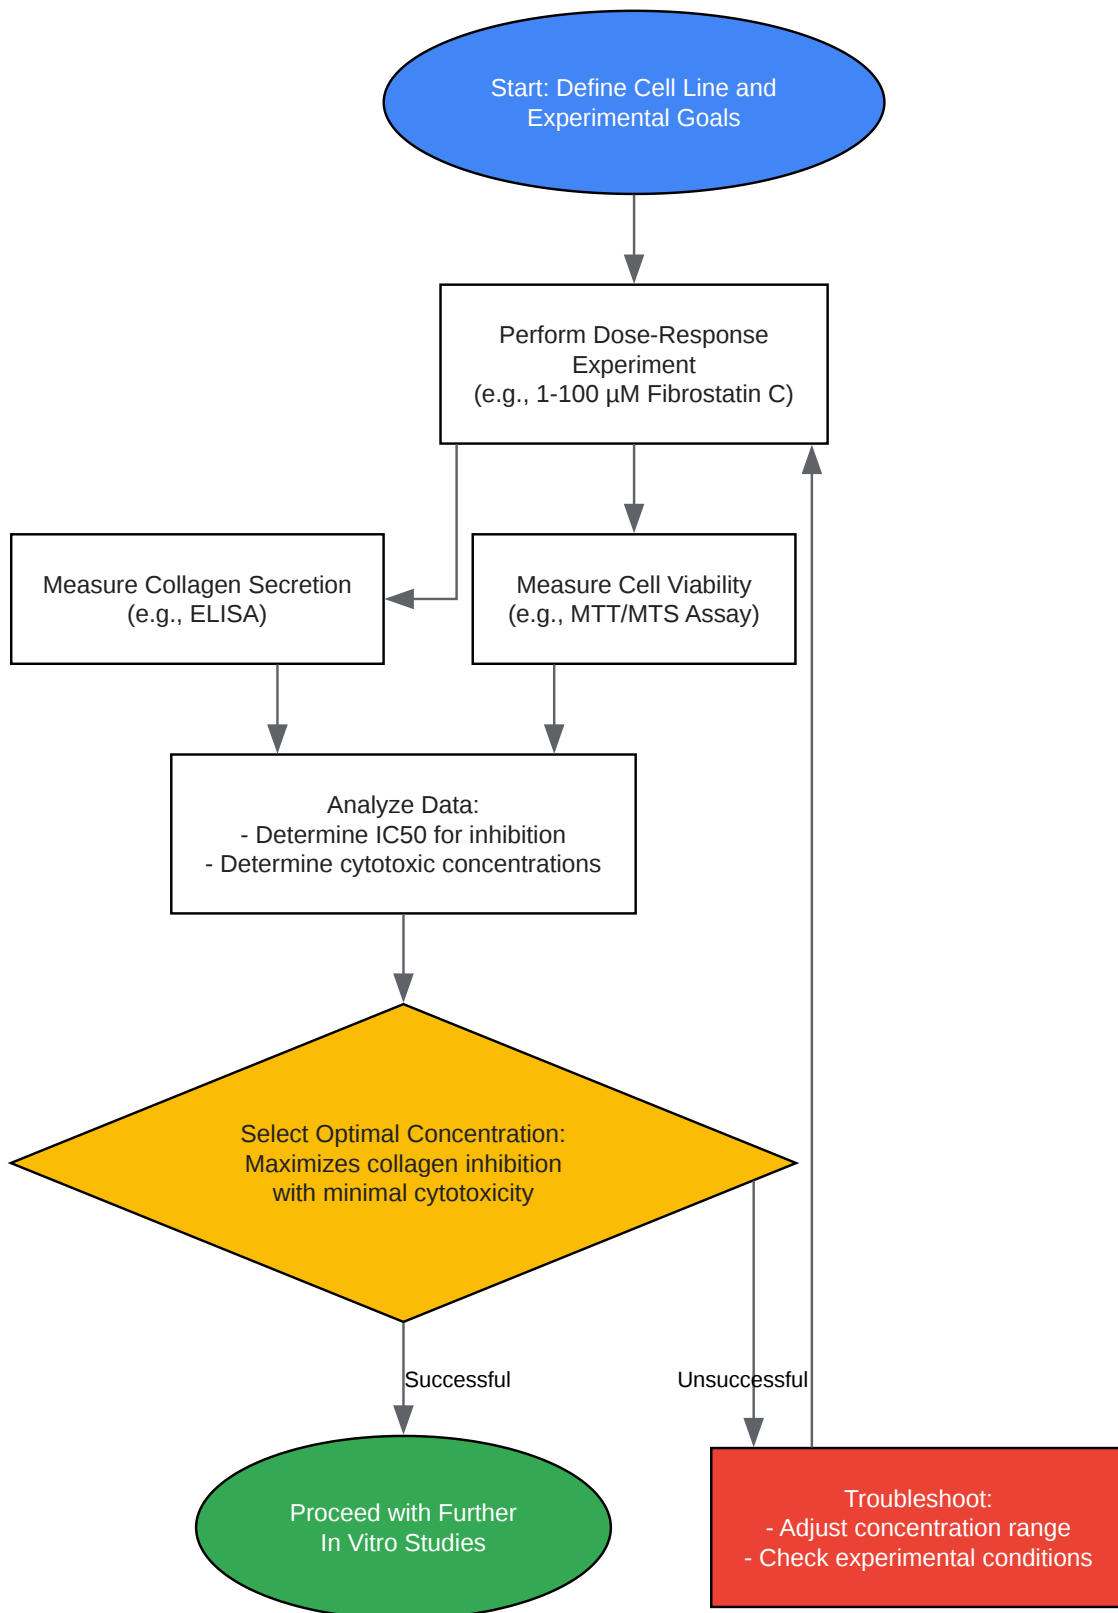 Start: Define Cell Line and
Experimental Goals
Perform Dose-Response
Experiment
(e.g., 1-100 µM Fibrostatin C)
Measure Collagen Secretion
(e.g., ELISA)
Measure Cell Viability
(e.g., MTT/MTS Assay)
Analyze Data:
- Determine IC50 for inhibition
- Determine cytotoxic concentrations
Select Optimal Concentration:
Maximizes collagen inhibition
with minimal cytotoxicity
Successful
Unsuccessful
Proceed with Further
In Vitro Studies
Troubleshoot:
- Adjust concentration range
- Check experimental conditions